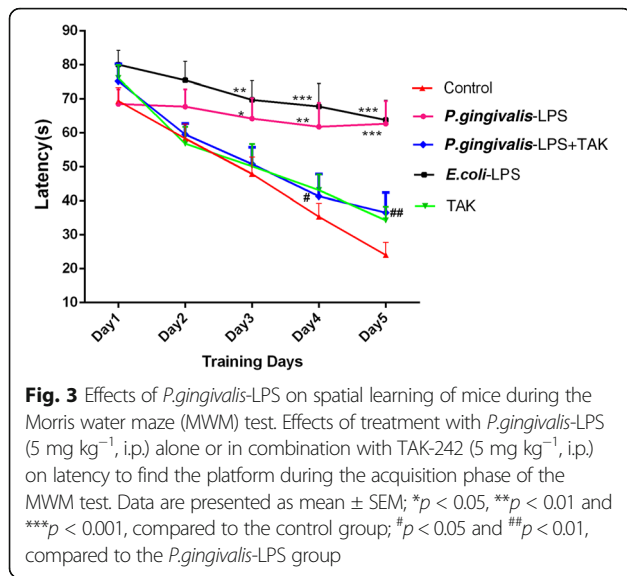 90
80
70
60
50
40
30
20
10
Latency(s)
** *** ***
* ** ***
# ##
Day1 Day2 Day3 Day4 Day5
Training Days
Control
P.gingivalis-LPS
P.gingivalis-LPS+TAK
E.coli-LPS
TAK
Fig. 3 Effects of P.gingivalis-LPS on spatial learning of mice during the
Morris water maze (MWM) test. Effects of treatment with P.gingivalis-LPS
(5 mg kg⁻¹, i.p.) alone or in combination with TAK-242 (5 mg kg⁻¹, i.p.)
on latency to find the platform during the acquisition phase of the
MWM test. Data are presented as mean ± SEM; *p < 0.05, **p < 0.01 and
***p < 0.001, compared to the control group; #p < 0.05 and ##p < 0.01,
compared to the P.gingivalis-LPS group